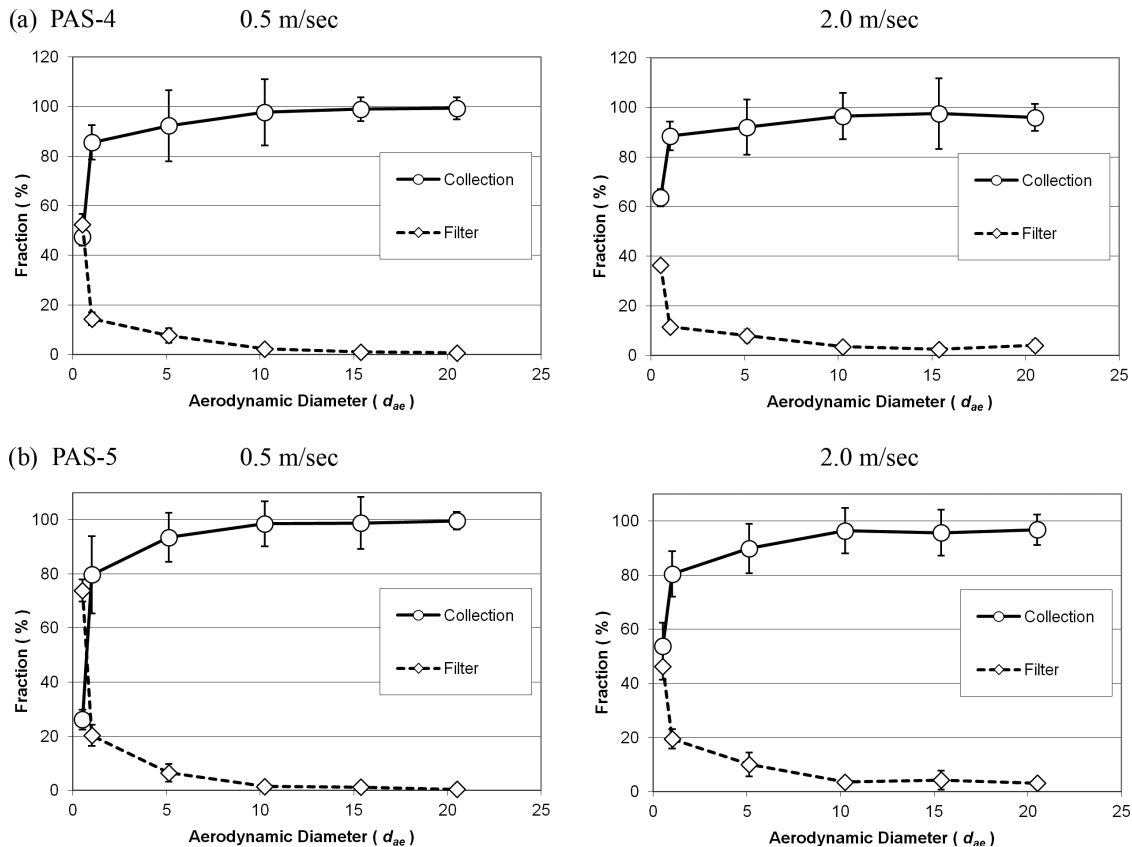 (a) PAS-4 0.5 m/sec 2.0 m/sec
120
100
80
60
40
20
0
Fraction ( % )
Collection
Filter
0 5 10 15 20 25
Aerodynamic Diameter ( dae )
120
100
80
60
40
20
0
Fraction ( % )
Collection
Filter
0 5 10 15 20 25
Aerodynamic Diameter ( dae )
(b) PAS-5 0.5 m/sec 2.0 m/sec
100
80
60
40
20
0
Fraction ( % )
Collection
Filter
0 5 10 15 20 25
Aerodynamic Diameter ( dae )
100
80
60
40
20
0
Fraction ( % )
Collection
Filter
0 5 10 15 20 25
Aerodynamic Diameter ( dae )